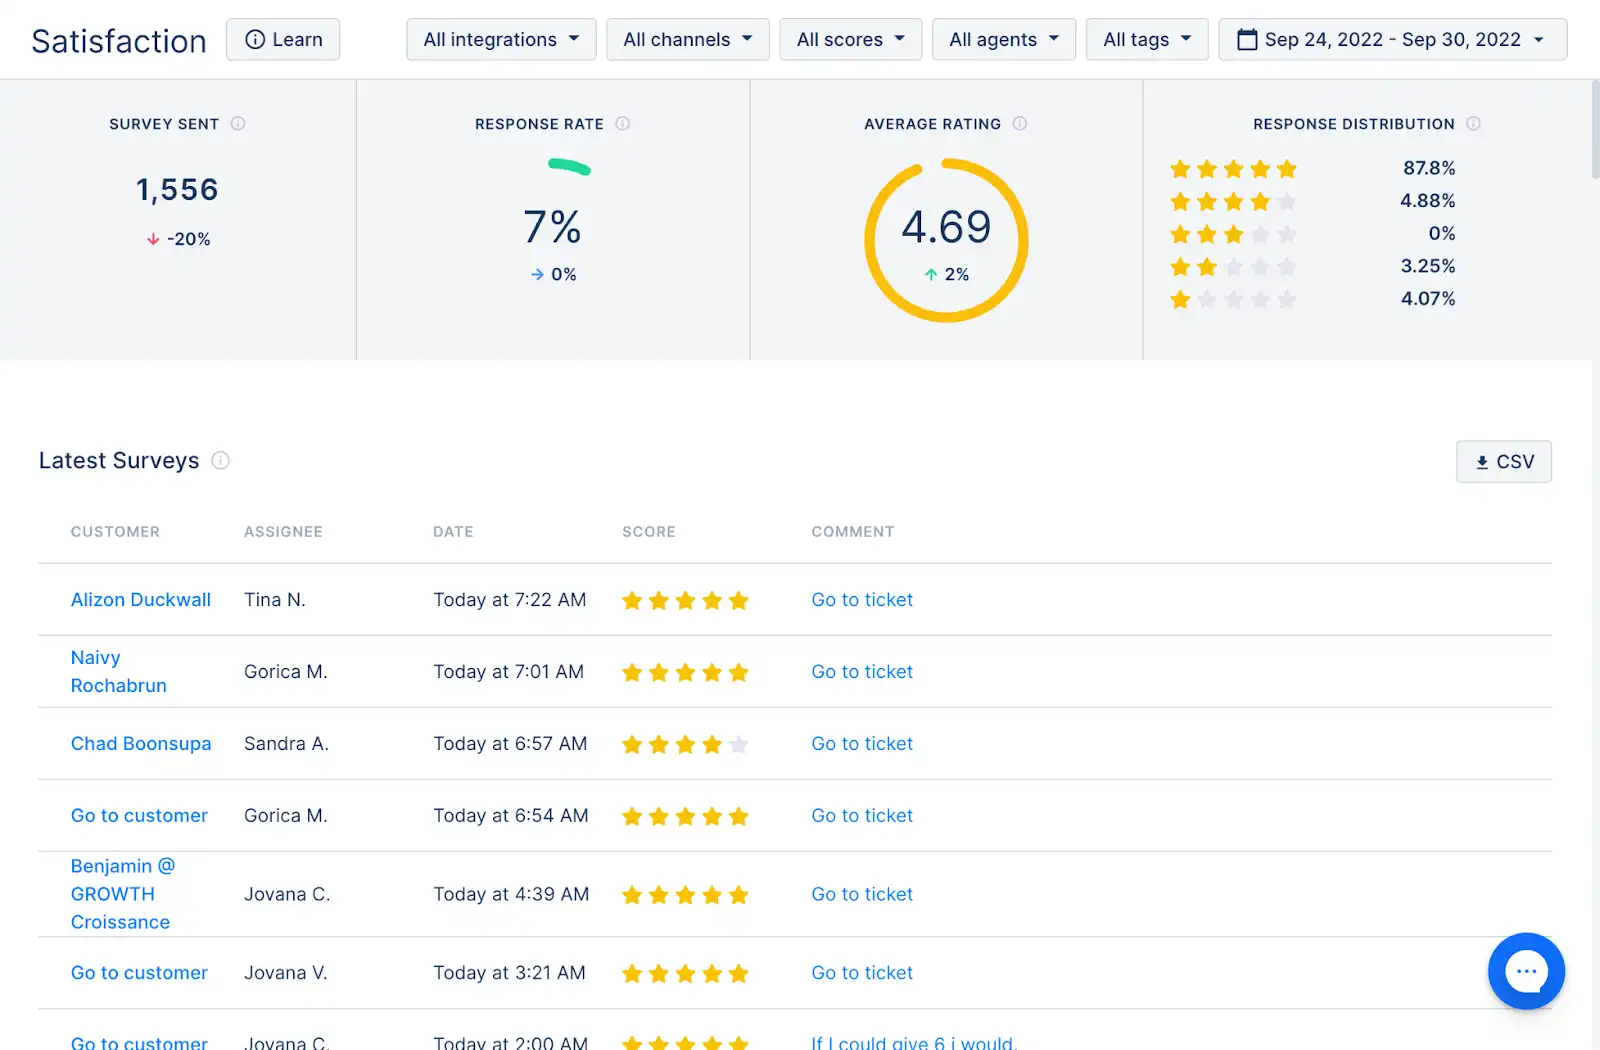 Satisfaction
Learn
All integrations
All channels
All scores
All agents
All tags
Sep 24, 2022 - Sep 30, 2022
SURVEY SENT
1,556
-20%
RESPONSE RATE
7%
0%
AVERAGE RATING
4.69
2%
RESPONSE DISTRIBUTION
87.8%
4.88%
0%
3.25%
4.07%
Latest Surveys
CSV
CUSTOMER ASSIGNEE DATE SCORE COMMENT
Alizon Duckwall Tina N. Today at 7:22 AM Go to ticket
Naivy
Rochabrun
Gorica M. Today at 7:01 AM Go to ticket
Chad Boonsupa Sandra A. Today at 6:57 AM Go to ticket
Go to customer Gorica M. Today at 6:54 AM Go to ticket
Benjamin @
GROWTH
Croissance
Jovana C. Today at 4:39 AM Go to ticket
Go to customer Jovana V. Today at 3:21 AM Go to ticket
Go to customer Jovana C. Today at 2:00 AM If I could give 6 i would.